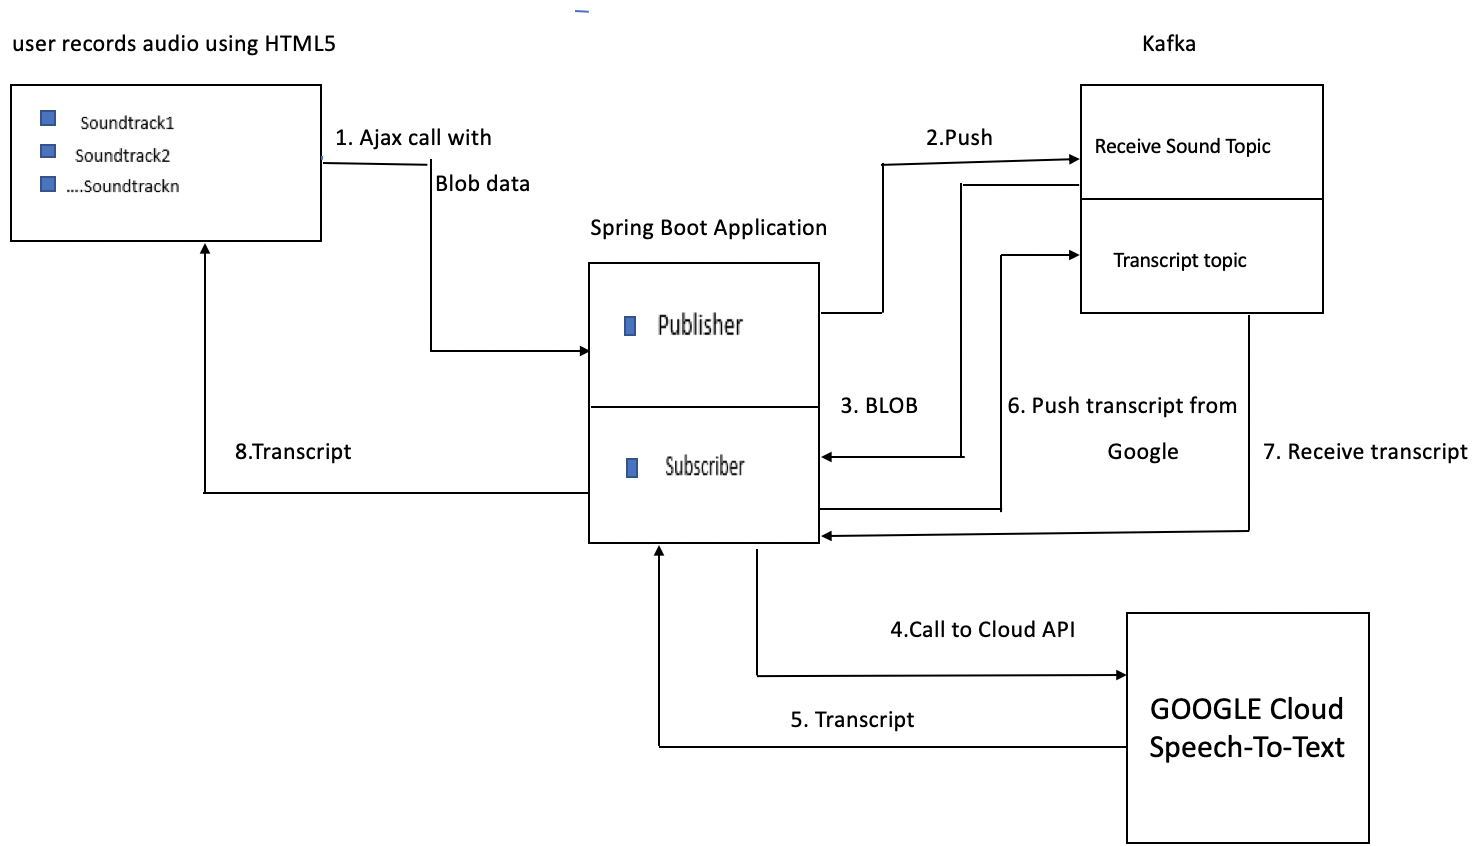 user records audio using HTML5
Kafka
Soundtrack1
Soundtrack2
....Soundtrackn
1. Ajax call with
Blob data
2.Push
Receive Sound Topic
Transcript topic
Spring Boot Application
Publisher
Subscriber
3. BLOB
6. Push transcript from
Google
7. Receive transcript
8.Transcript
4.Call to Cloud API
5. Transcript
GOOGLE Cloud
Speech-To-Text